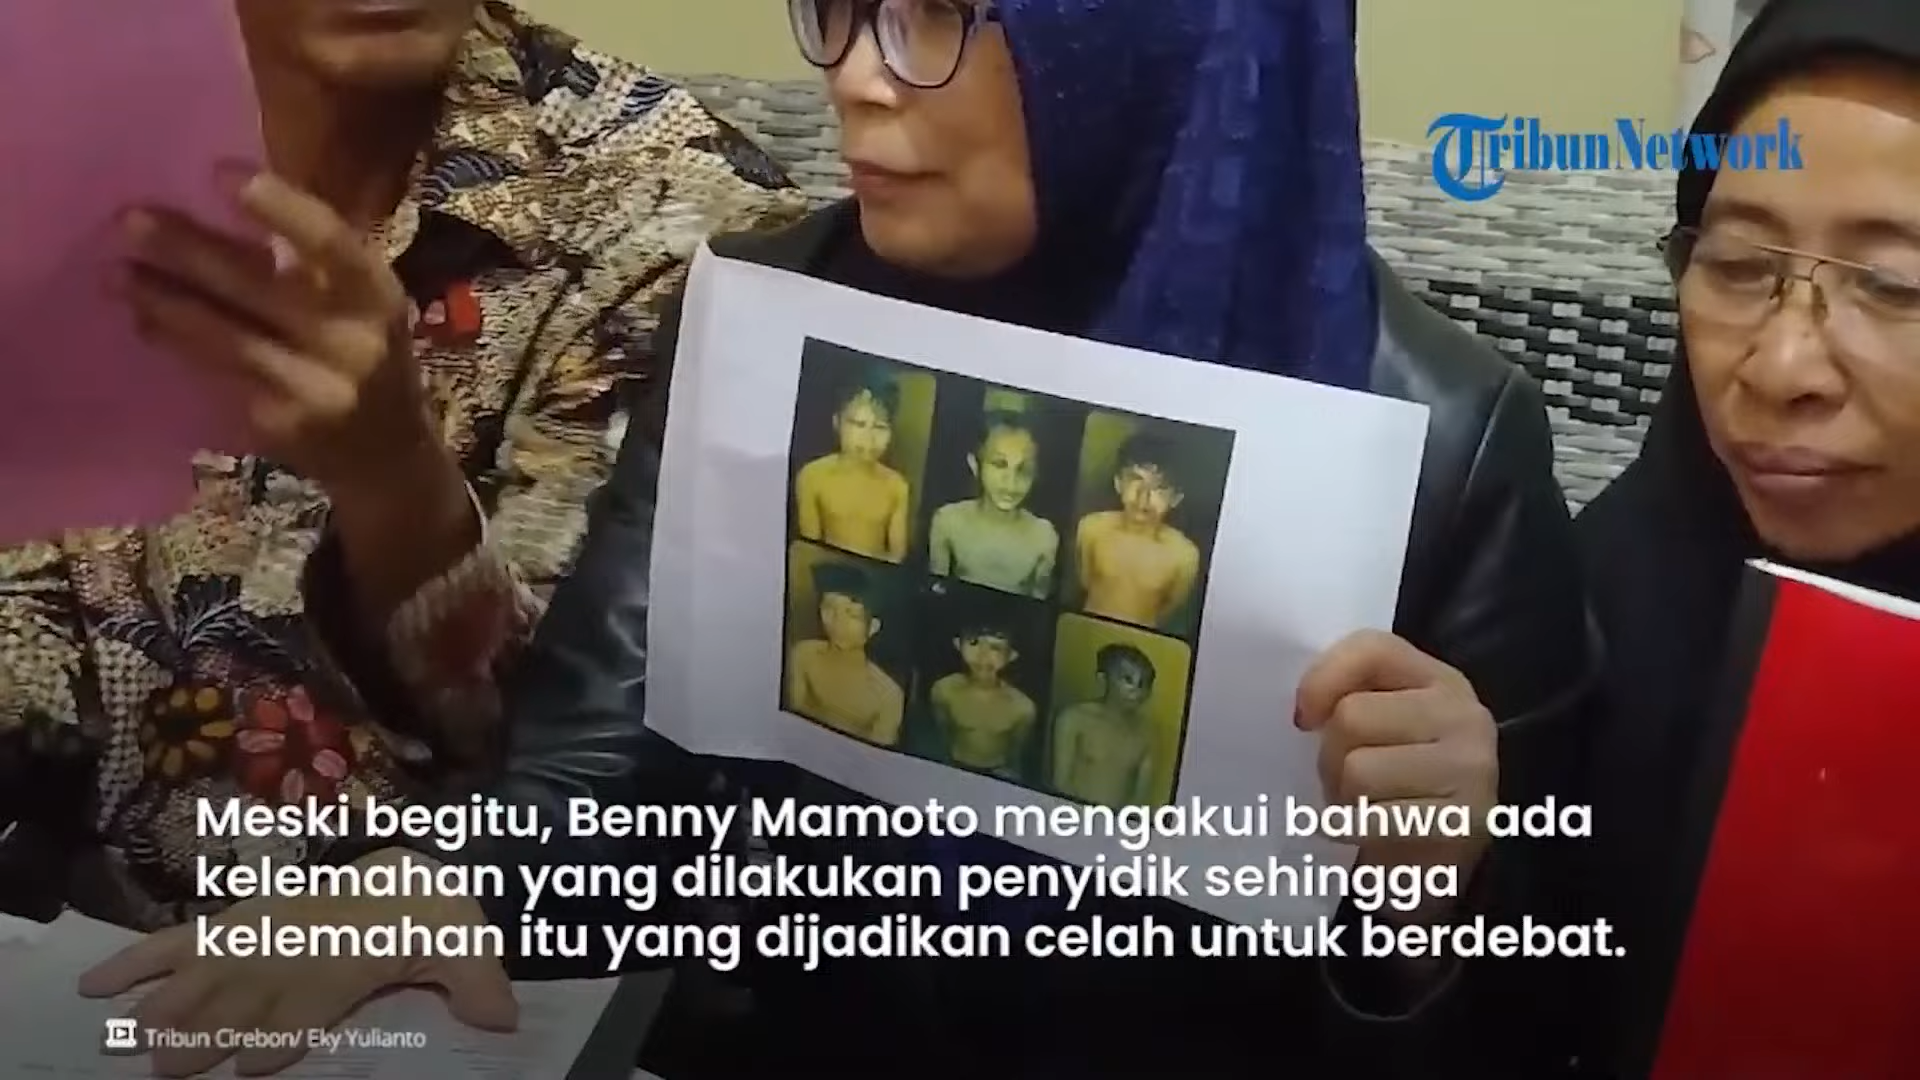 TribunNetwork
Meski begitu, Benny Mamoto mengakui bahwa ada
kelemahan yang dilakukan penyidik sehingga
kelemahan itu yang dijadikan celah untuk berdebat.
Tribun Cirebon/ Eky Yulianto